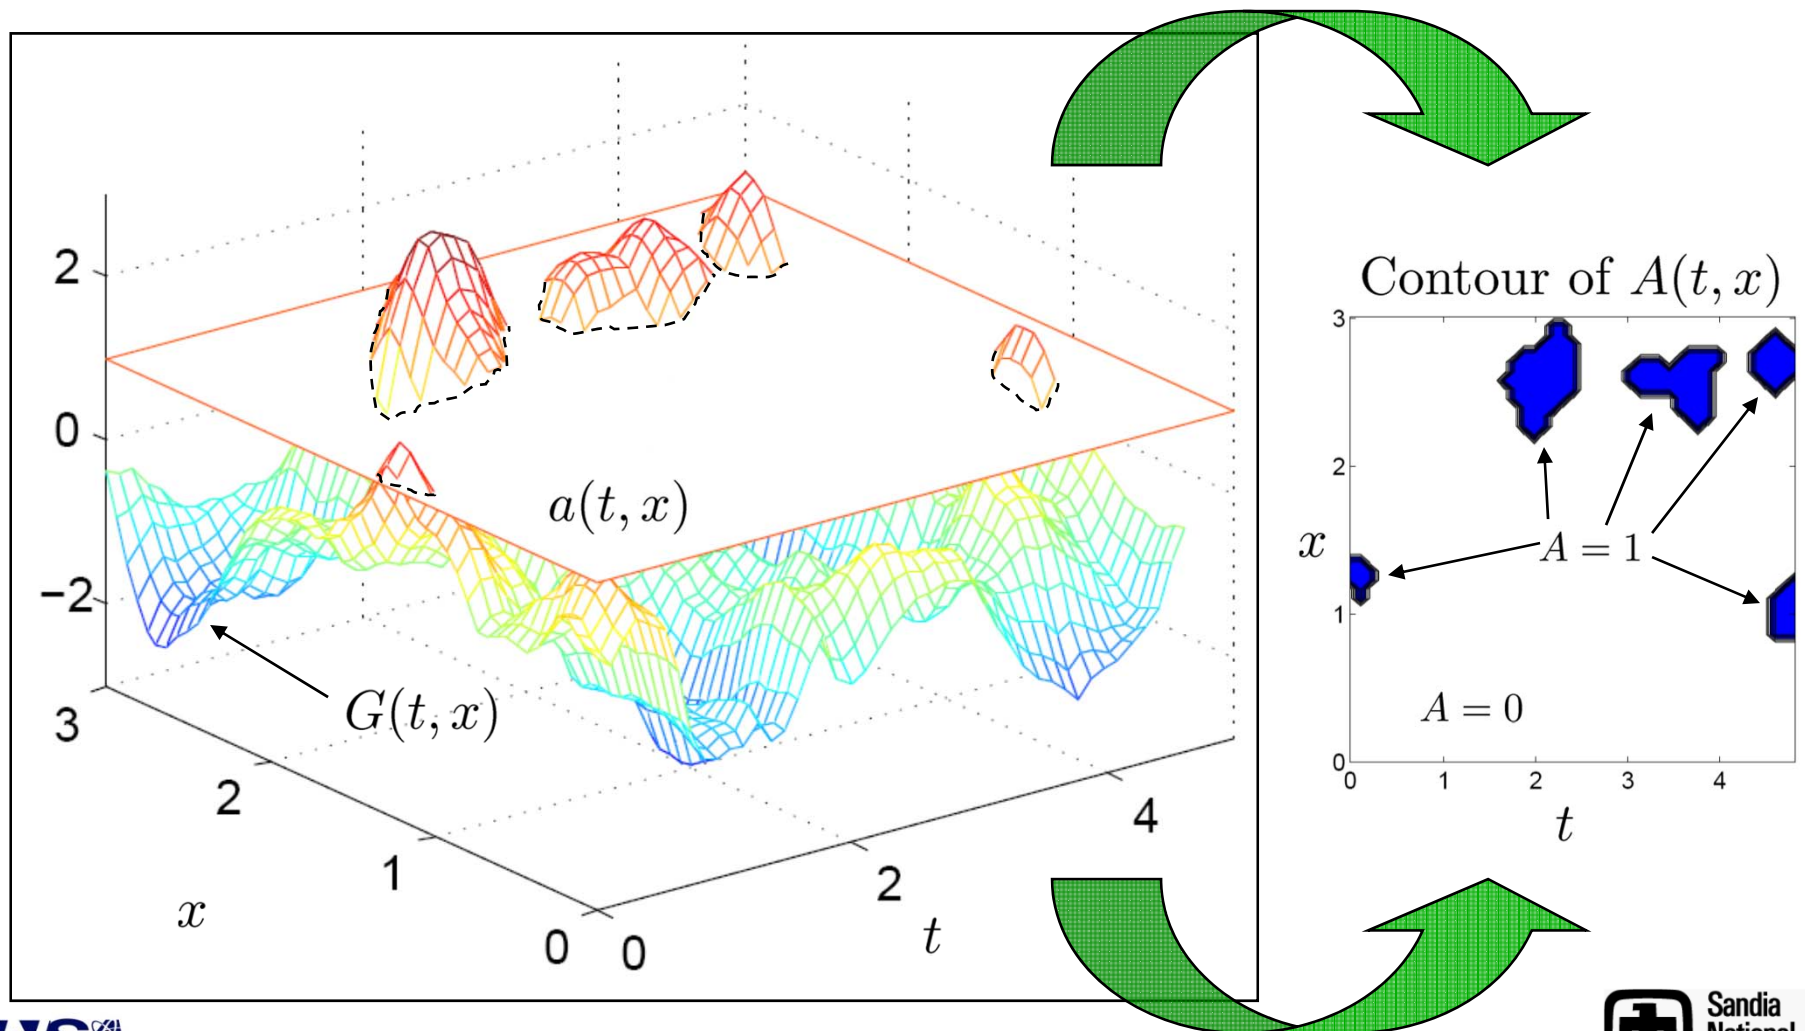 2
0
−2
3
2
1
0
0
2
4
x
t
a(t, x)
G(t, x)
Contour of A(t, x)
3
2
1
0
0
1
2
3
4
x
t
A = 1
A = 0
Sandia